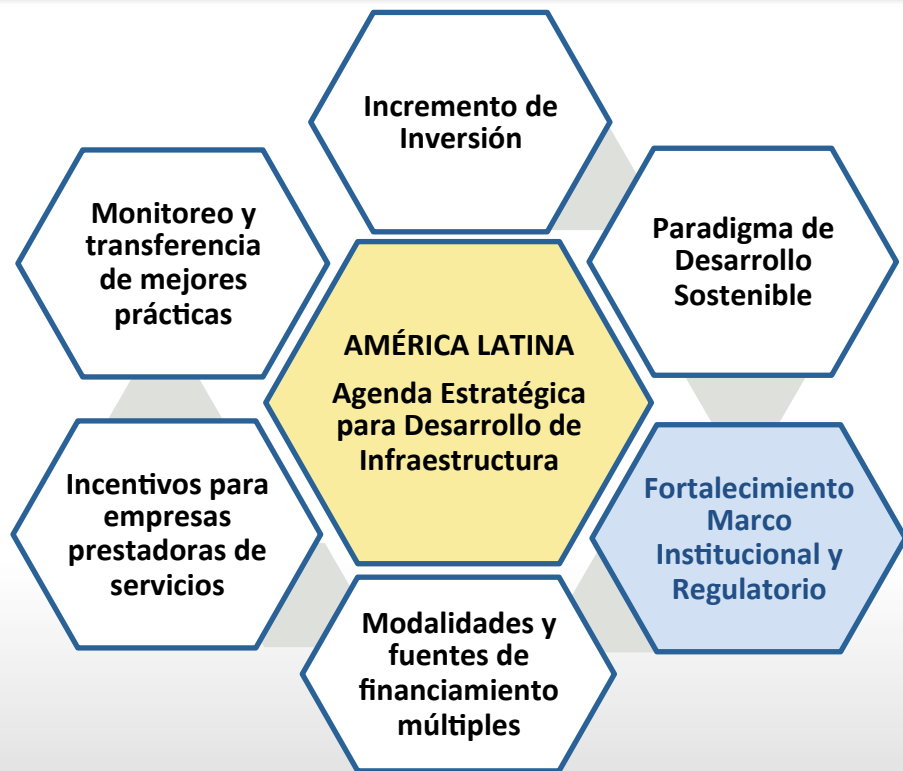 Incremento de
Inversión
Paradigma de
Desarrollo
Sostenible
Fortalecimiento
Marco
Institucional y
Regulatorio
Modalidades y
fuentes de
financiamiento
múltiples
Incentivos para
empresas
prestadoras de
servicios
Monitoreo y
transferencia
de mejores
prácticas
AMÉRICA LATINA
Agenda Estratégica
para Desarrollo de
Infraestructura